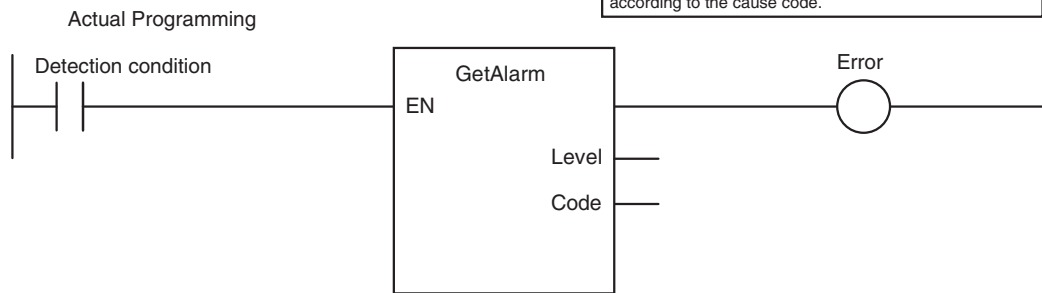 according to the cause code.
Actual Programming
Detection condition
GetAlarm
Error
EN
Level
Code